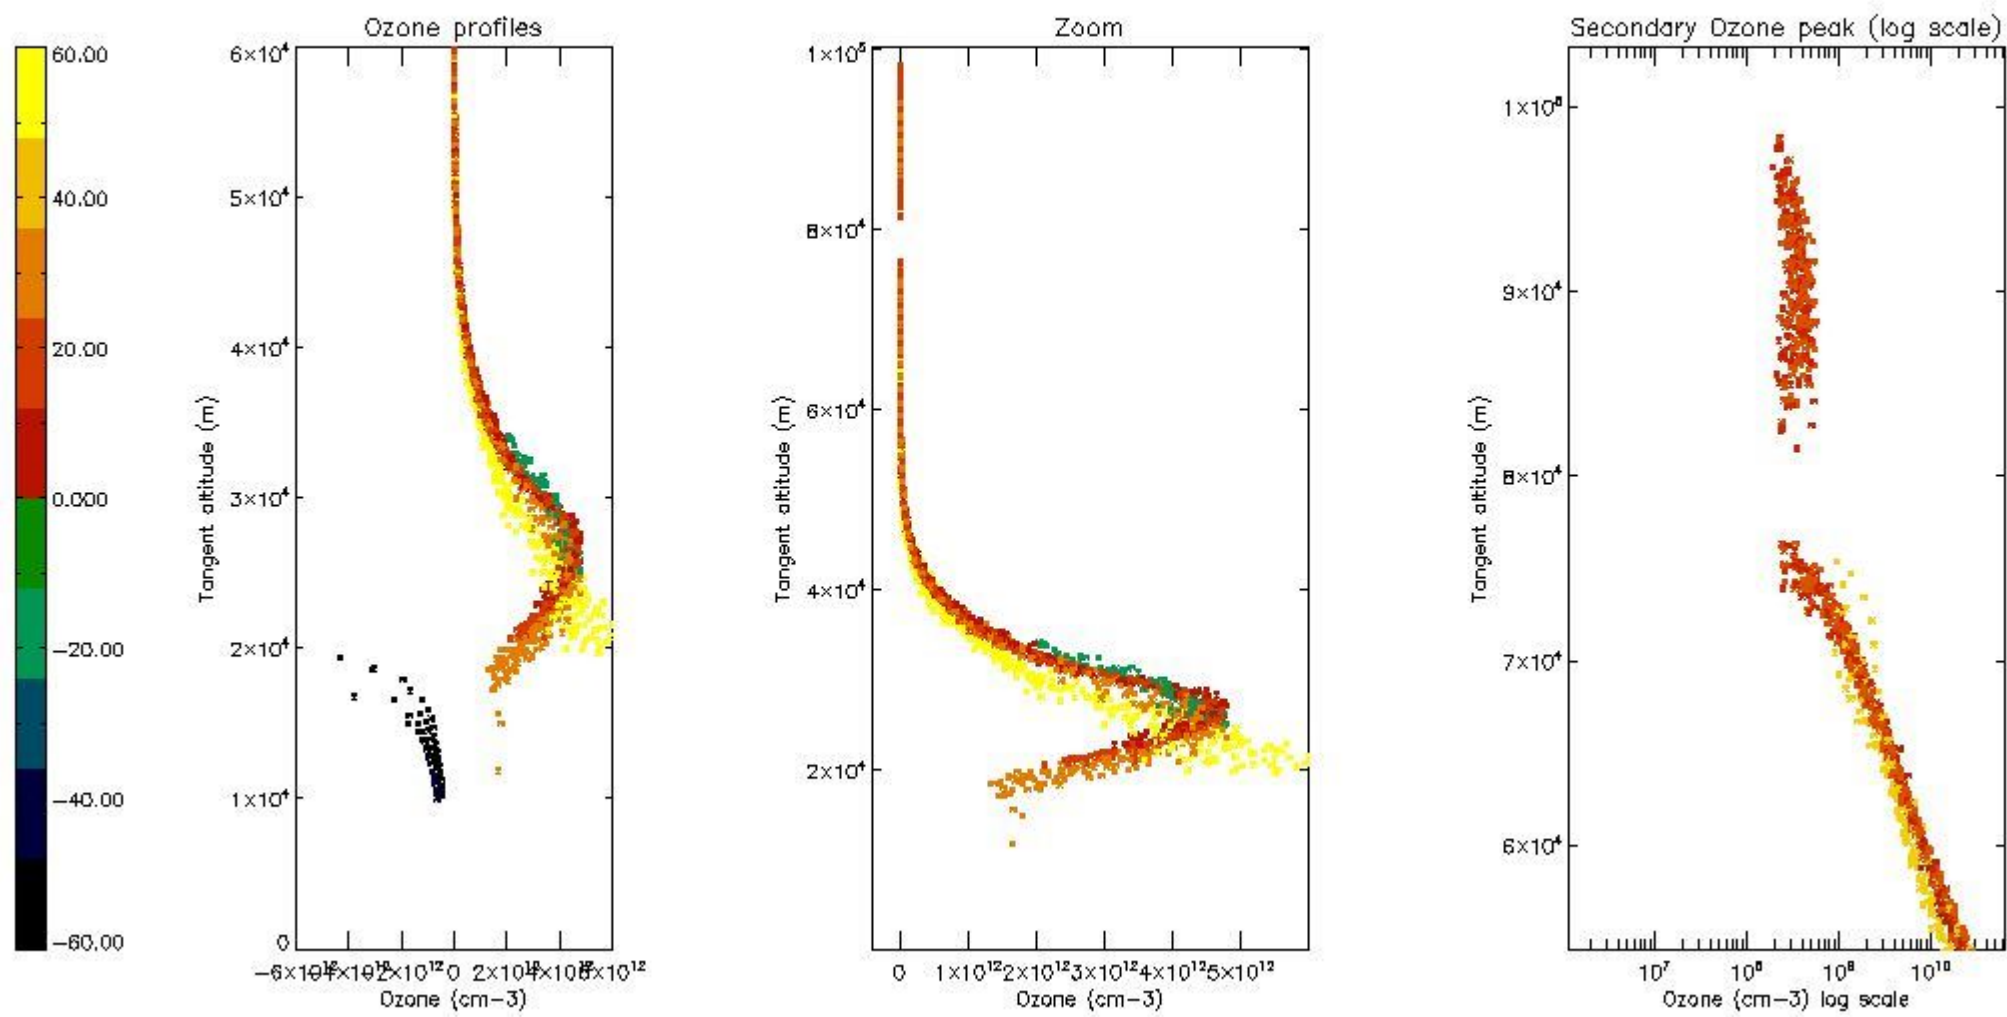 Ozone profiles
Zoom
Secondary Ozone peak (log scale)
60.00
40.00
20.00
0.000
−20.00
−40.00
−60.00
6×10⁴
5×10⁴
4×10⁴
3×10⁴
2×10⁴
1×10⁴
0
Tangent altitude (m)
0
Ozone (cm−3)
1×10⁵
8×10⁴
6×10⁴
4×10⁴
2×10⁴
Tangent altitude (m)
0 1×10¹² 2×10¹² 3×10¹² 4×10¹² 5×10¹²
Ozone (cm−3)
9×10⁴
8×10⁴
7×10⁴
6×10⁴
Tangent altitude (m)
10⁷ 10⁸ 10⁹ 10¹⁰
Ozone (cm−3) log scale